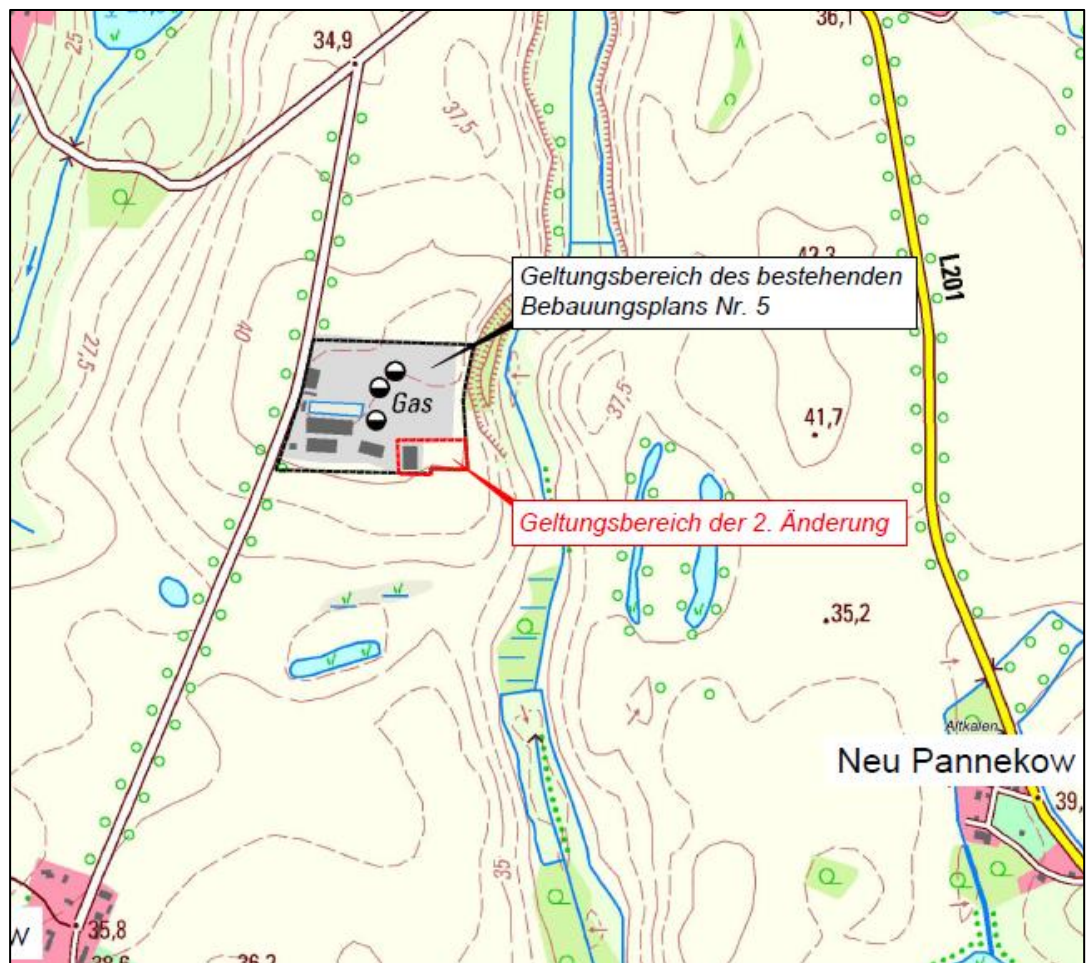 36,1
34,9
25
37,5
42,3
L201
Geltungsbereich des bestehenden
Bebauungsplans Nr. 5
40
27,5
Gas
37,5
41,7
Geltungsbereich der 2. Änderung
35,2
Altkalen
Neu Pannekow
39,
35
35,8
w
38,6
36,2